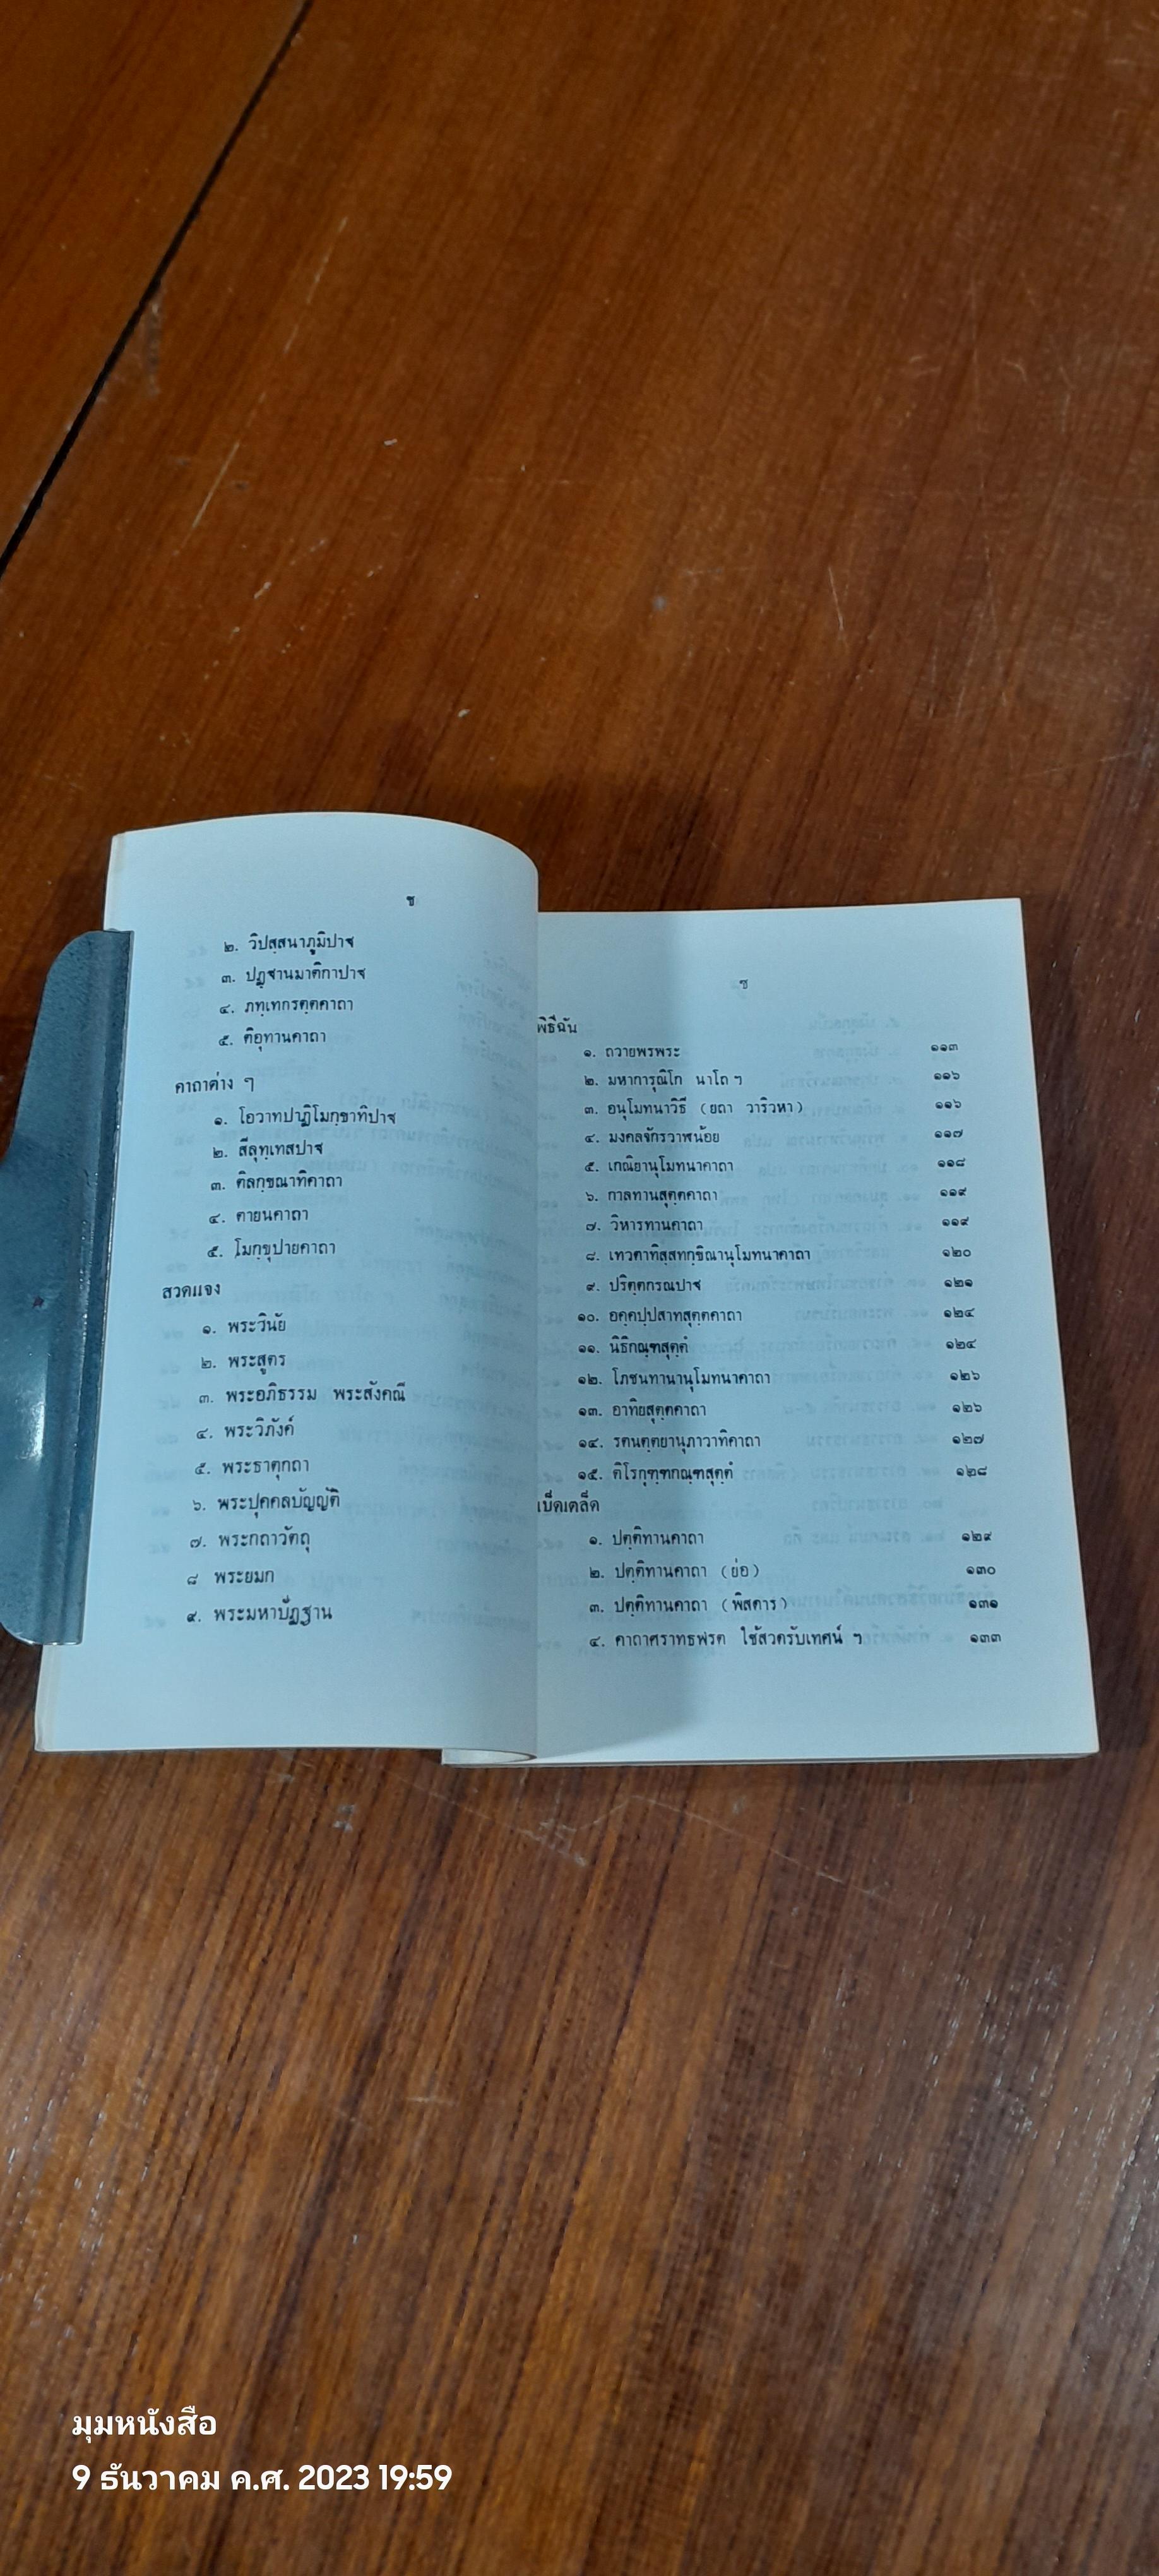 ช
๒. วิปสฺสนาภูมิปาฐ
๓. ปฏฺฐานมาติกาปาฐ
๔. ภทฺเทกรตฺตคาถา
๕. ติอุทานคาถา
คาถาต่าง ๆ
๑. โอวาทปาฏิโมกฺขาทิปาฐ
๒. สีลุทฺเทสปาฐ
๓. ติลกฺขณาทิคาถา
๔. ตายนคาถา
๕. โมกฺขุปายคาถา
สวดแจง
๑. พระวินัย
๒. พระสูตร
๓. พระอภิธรรม พระสังคณี
๔. พระวิภังค์
๕. พระธาตุกถา
๖. พระปุคคลบัญญัติ
๗. พระกถาวัตถุ
๘ พระยมก
๙. พระมหาปัฏฐาน
ซ
พิธีฉัน
๑. ถวายพรพระ ๑๑๓
๒. มหาการุณิโก นาโถ ฯ ๑๑๖
๓. อนุโมทนาวิธี (ยถา วาริวหา) ๑๑๖
๔. มงคลจักรวาฬน้อย ๑๑๗
๕. เกณิยานุโมทนาคาถา ๑๑๘
๖. กาลทานสุตฺตคาถา ๑๑๙
๗. วิหารทานคาถา ๑๑๙
๘. เทวตาทิสฺสทกฺขิณานุโมทนาคาถา ๑๒๐
๙. ปริตฺตกรณปาฐ ๑๒๑
๑๐. อคฺคปฺปสาทสุตฺตคาถา ๑๒๔
๑๑. นิธิกณฺฑสุตฺตํ ๑๒๔
๑๒. โภชนทานานุโมทนาคาถา ๑๒๖
๑๓. อาทิยสุตฺตคาถา ๑๒๖
๑๔. รตนตฺตยานุภาวาทิคาถา ๑๒๗
๑๕. ติโรกุฑฺฑกณฺฑสุตฺตํ ๑๒๘
เบ็ดเตล็ด
๑. ปตฺติทานคาถา ๑๒๙
๒. ปตฺติทานคาถา (ย่อ) ๑๓๐
๓. ปตฺติทานคาถา (พิสดาร) ๑๓๑
๔. คาถาศราทธพรต ใช้สวดรับเทศน์ ฯ ๑๓๓
มุมหนังสือ
9 ธันวาคม ค.ศ. 2023 19:59